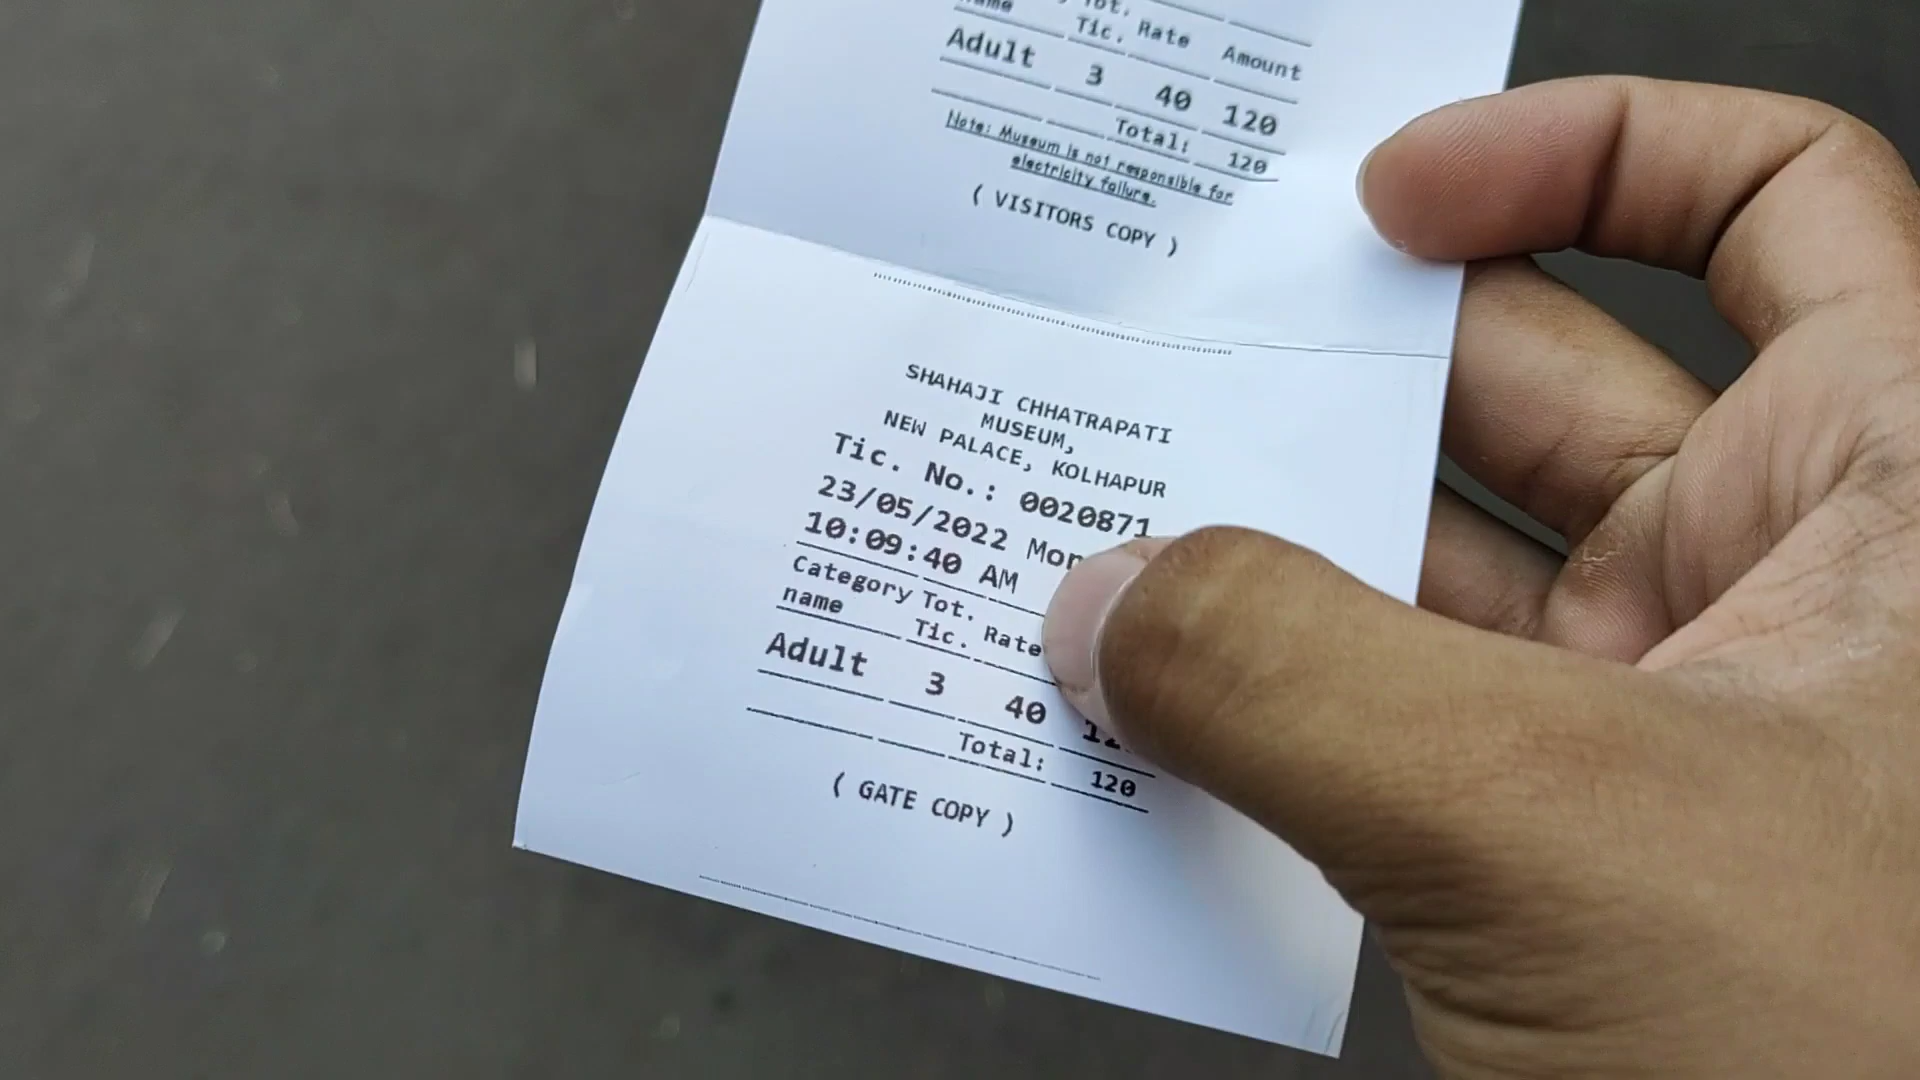 Tot.
name Tic. Rate Amount
Adult 3 40 120
Total: 120
Note: Museum is not responsible for
electricity failure.
( VISITORS COPY )
SHAHAJI CHHATRAPATI
MUSEUM,
NEW PALACE, KOLHAPUR
Tic. No.: 0020871
23/05/2022 Mon
10:09:40 AM
Category Tot. Rate
name Tic.
Adult 3 40
Total: 120
( GATE COPY )